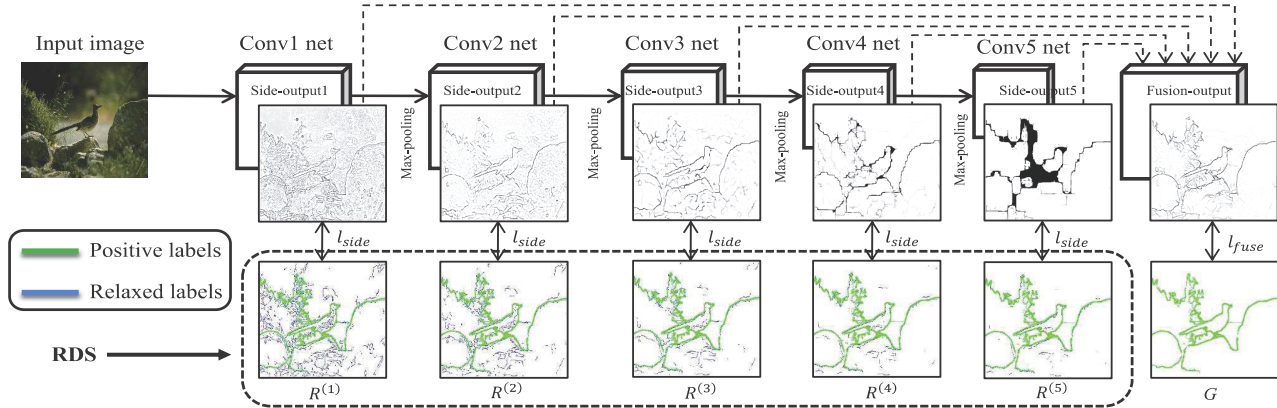 Input image
Conv1 net
Conv2 net
Conv3 net
Conv4 net
Conv5 net
Side-output1
Side-output2
Side-output3
Side-output4
Side-output5
Fusion-output
Max-pooling
Max-pooling
Max-pooling
Max-pooling
l_side
l_side
l_side
l_side
l_side
l_fuse
Positive labels
Relaxed labels
RDS
R⁽¹⁾
R⁽²⁾
R⁽³⁾
R⁽⁴⁾
R⁽⁵⁾
G